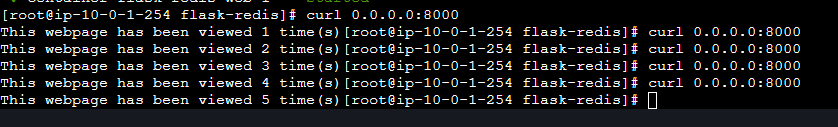 [root@ip-10-0-1-254 flask-redis]# curl 0.0.0.0:8000
This webpage has been viewed 1 time(s)[root@ip-10-0-1-254 flask-redis]# curl 0.0.0.0:8000
This webpage has been viewed 2 time(s)[root@ip-10-0-1-254 flask-redis]# curl 0.0.0.0:8000
This webpage has been viewed 3 time(s)[root@ip-10-0-1-254 flask-redis]# curl 0.0.0.0:8000
This webpage has been viewed 4 time(s)[root@ip-10-0-1-254 flask-redis]# curl 0.0.0.0:8000
This webpage has been viewed 5 time(s)[root@ip-10-0-1-254 flask-redis]#